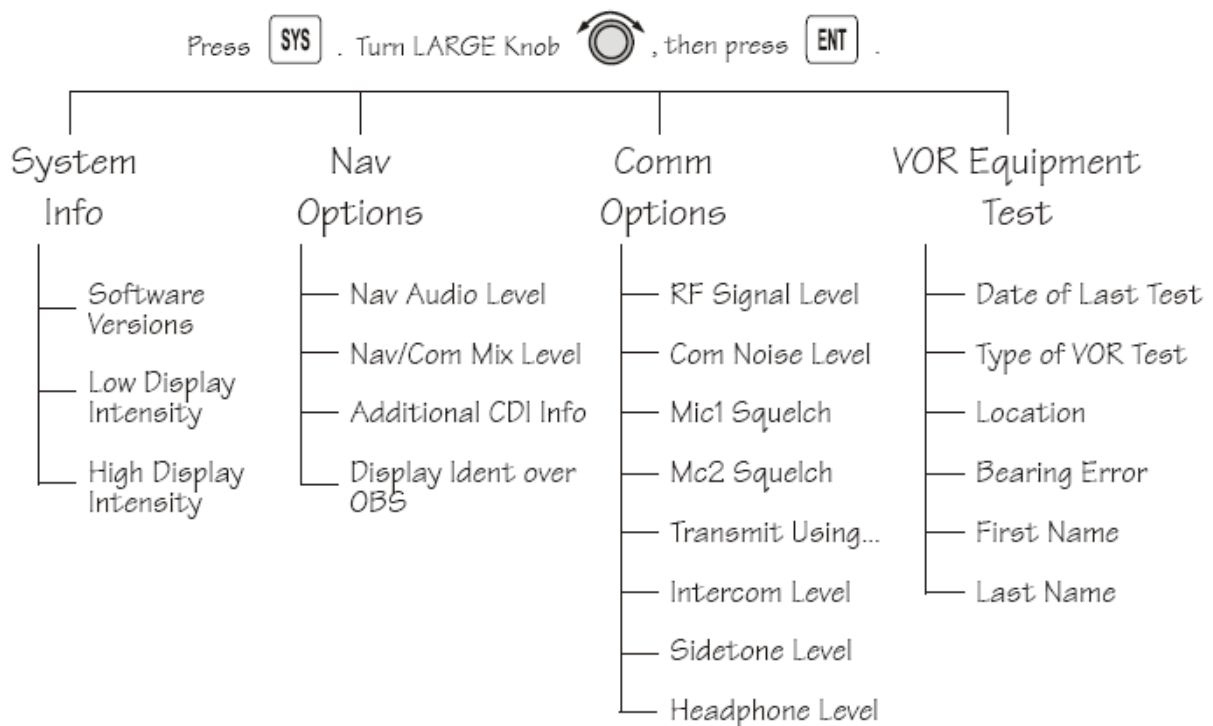 Press SYS . Turn LARGE Knob , then press ENT .
System
Info
Software
Versions
Low Display
Intensity
High Display
Intensity
Nav
Options
Nav Audio Level
Nav/Com Mix Level
Additional CDI Info
Display Ident over
OBS
Comm
Options
RF Signal Level
Com Noise Level
Mic1 Squelch
Mc2 Squelch
Transmit Using...
Intercom Level
Sidetone Level
Headphone Level
VOR Equipment
Test
Date of Last Test
Type of VOR Test
Location
Bearing Error
First Name
Last Name